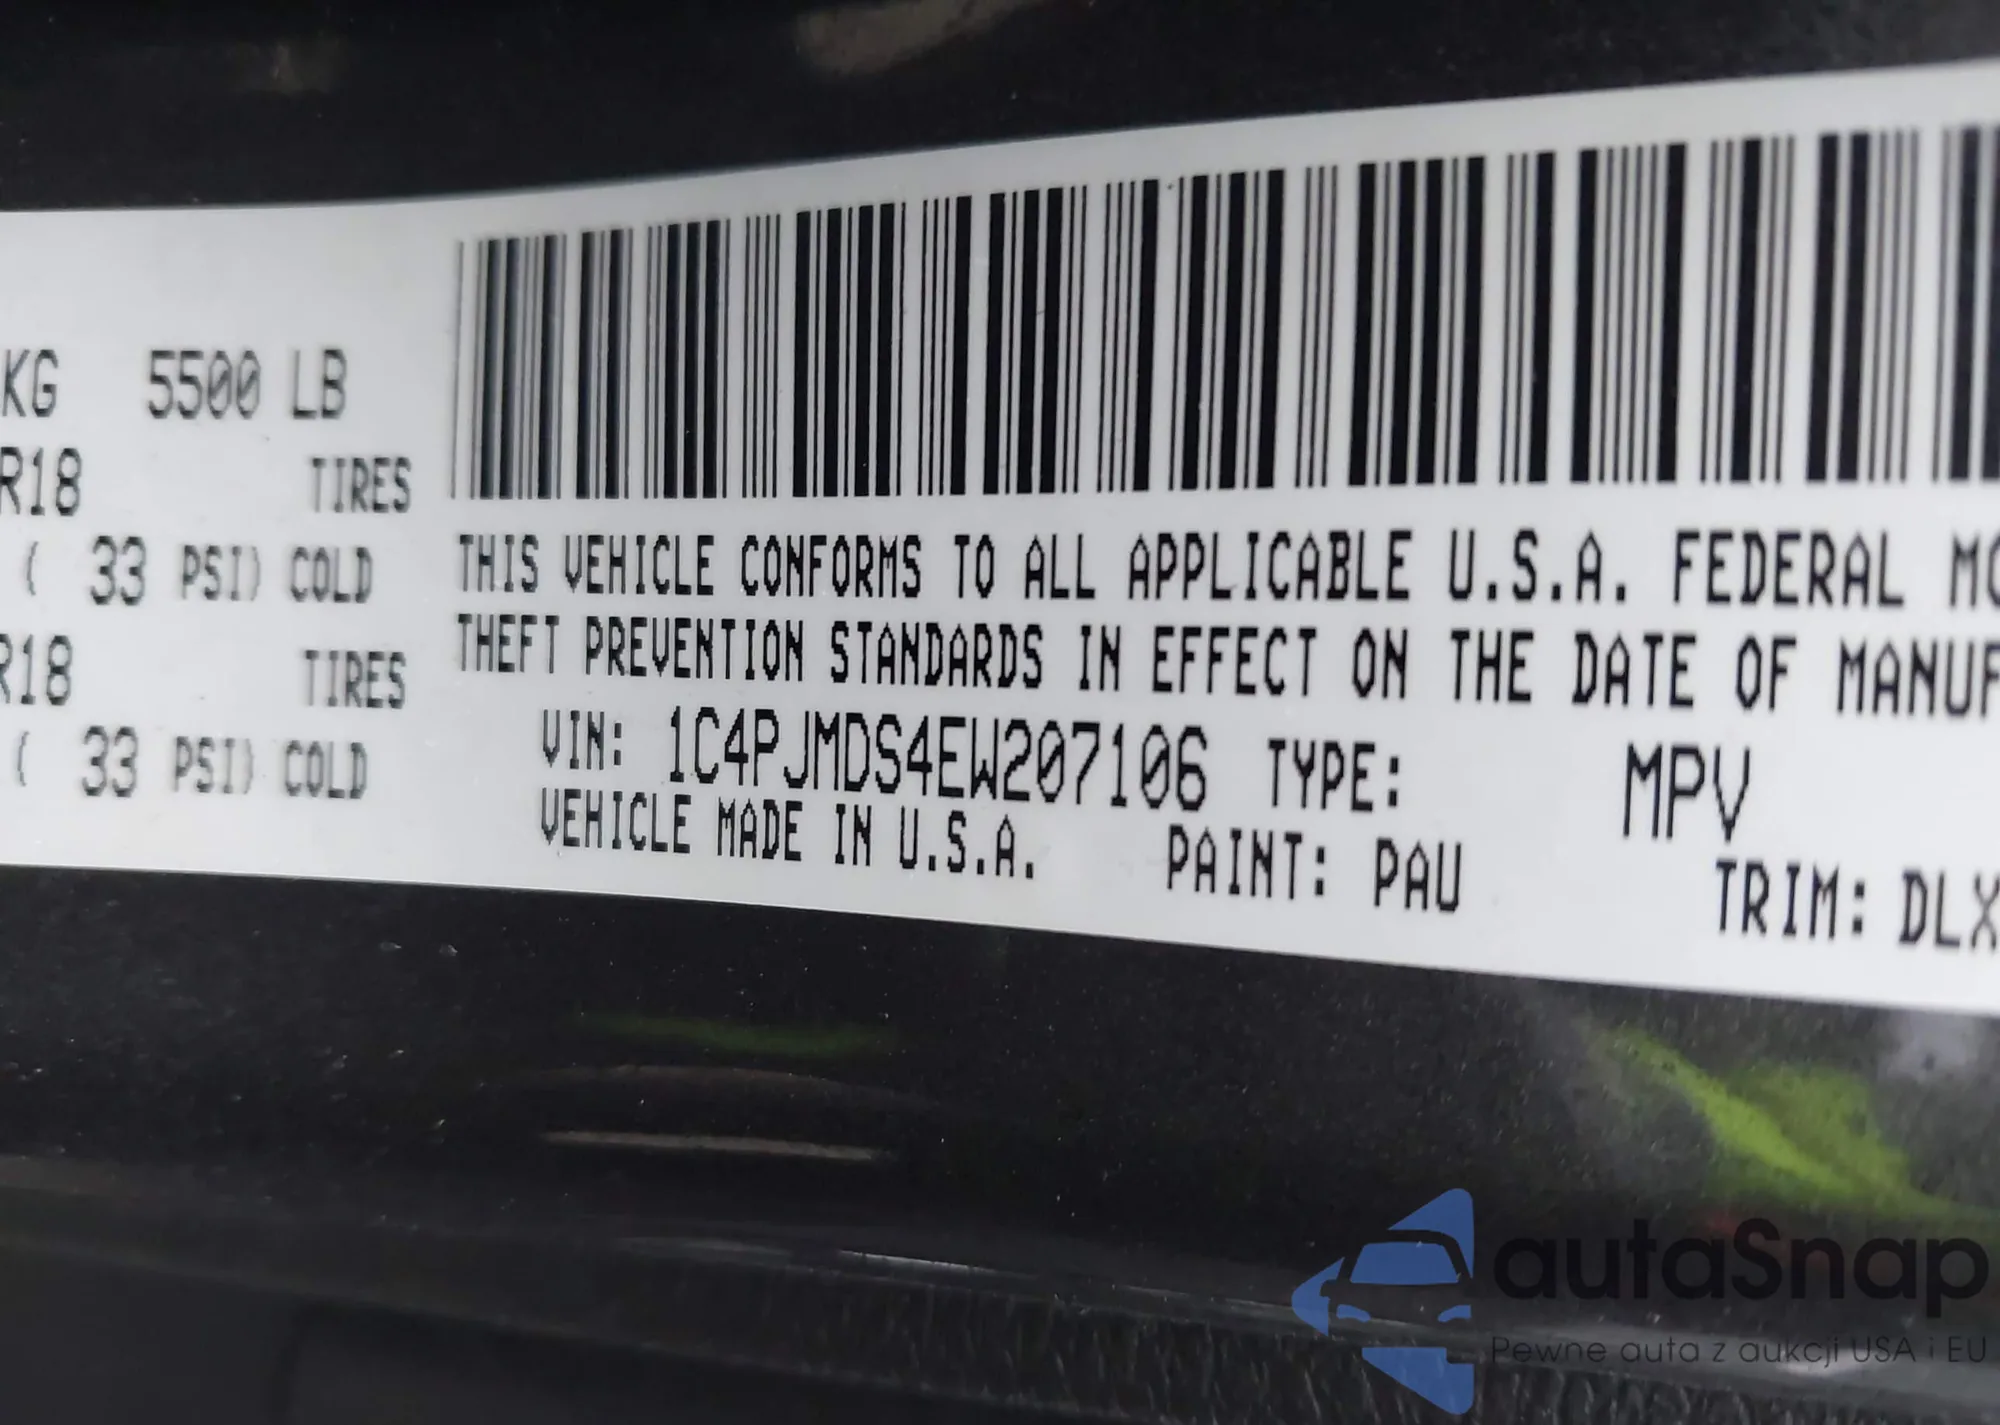 KG 5500 LB
R18 TIRES
( 33 PSI) COLD
R18 TIRES
( 33 PSI) COLD
THIS VEHICLE CONFORMS TO ALL APPLICABLE U.S.A. FEDERAL MO
THEFT PREVENTION STANDARDS IN EFFECT ON THE DATE OF MANUF
VIN: 1C4PJMDS4EW207106 TYPE: MPV
VEHICLE MADE IN U.S.A. PAINT: PAU TRIM: DLX
autaSnap
Pewne auta z aukcji USA i EU